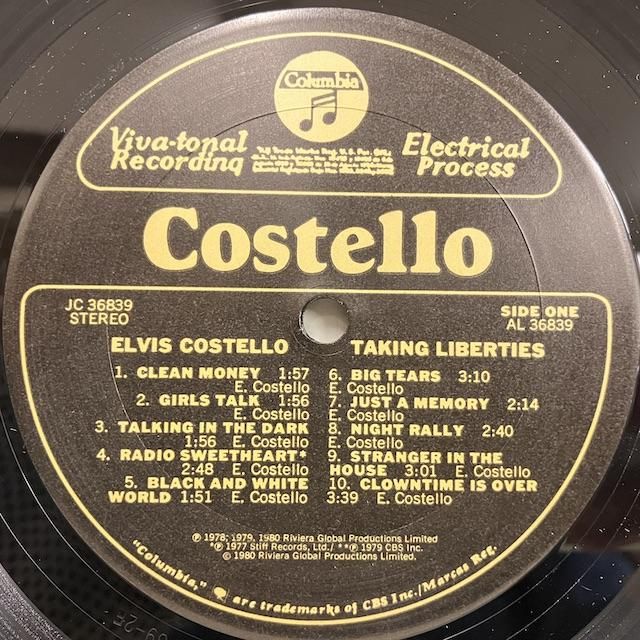 Columbia
Viva-tonal
Recording
Electrical
Process
Costello
JC 36839
STEREO
SIDE ONE
AL 36839
ELVIS COSTELLO
TAKING LIBERTIES
1. CLEAN MONEY 1:57
E. Costello
2. GIRLS TALK 1:56
E. Costello
3. TALKING IN THE DARK
1:56 E. Costello
4. RADIO SWEETHEART*
2:48 E. Costello
5. BLACK AND WHITE
WORLD 1:51 E. Costello
6. BIG TEARS 3:10
E. Costello
7. JUST A MEMORY 2:14
E. Costello
8. NIGHT RALLY 2:40
E. Costello
9. STRANGER IN THE
HOUSE 3:01 E. Costello
10. CLOWNTIME IS OVER
3:39 E. Costello
℗ 1978, 1979, 1980 Riviera Global Productions Limited
*℗ 1977 Stiff Records, Ltd./ **℗ 1979 CBS Inc.
© 1980 Riviera Global Productions Limited.
"Columbia," are trademarks of CBS Inc./Marcas Reg.